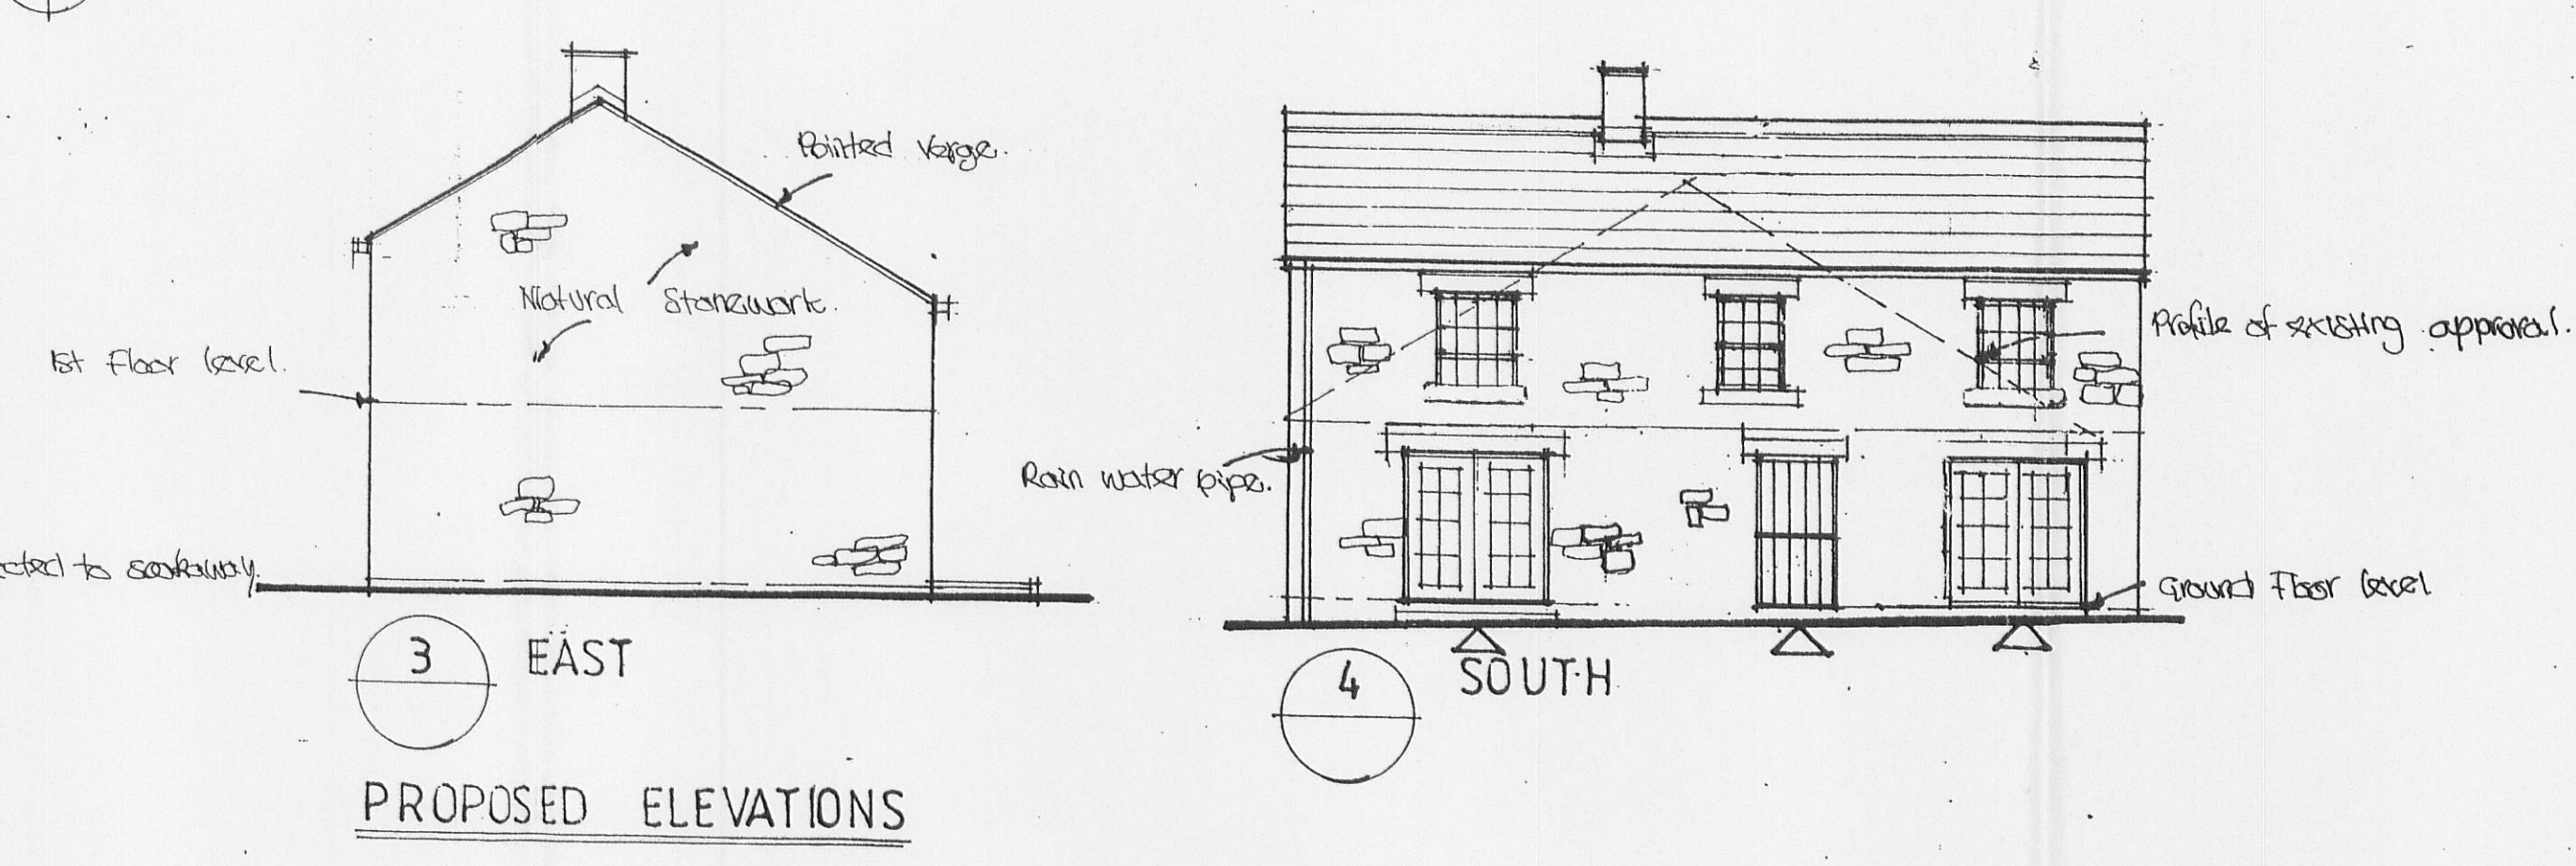 Pointed Verge.
Natural Stonework.
1st Floor level.
Profile of existing approval.
Rain water pipe.
cted to soakaway.
Ground Floor level
3 EAST
4 SOUTH
PROPOSED ELEVATIONS